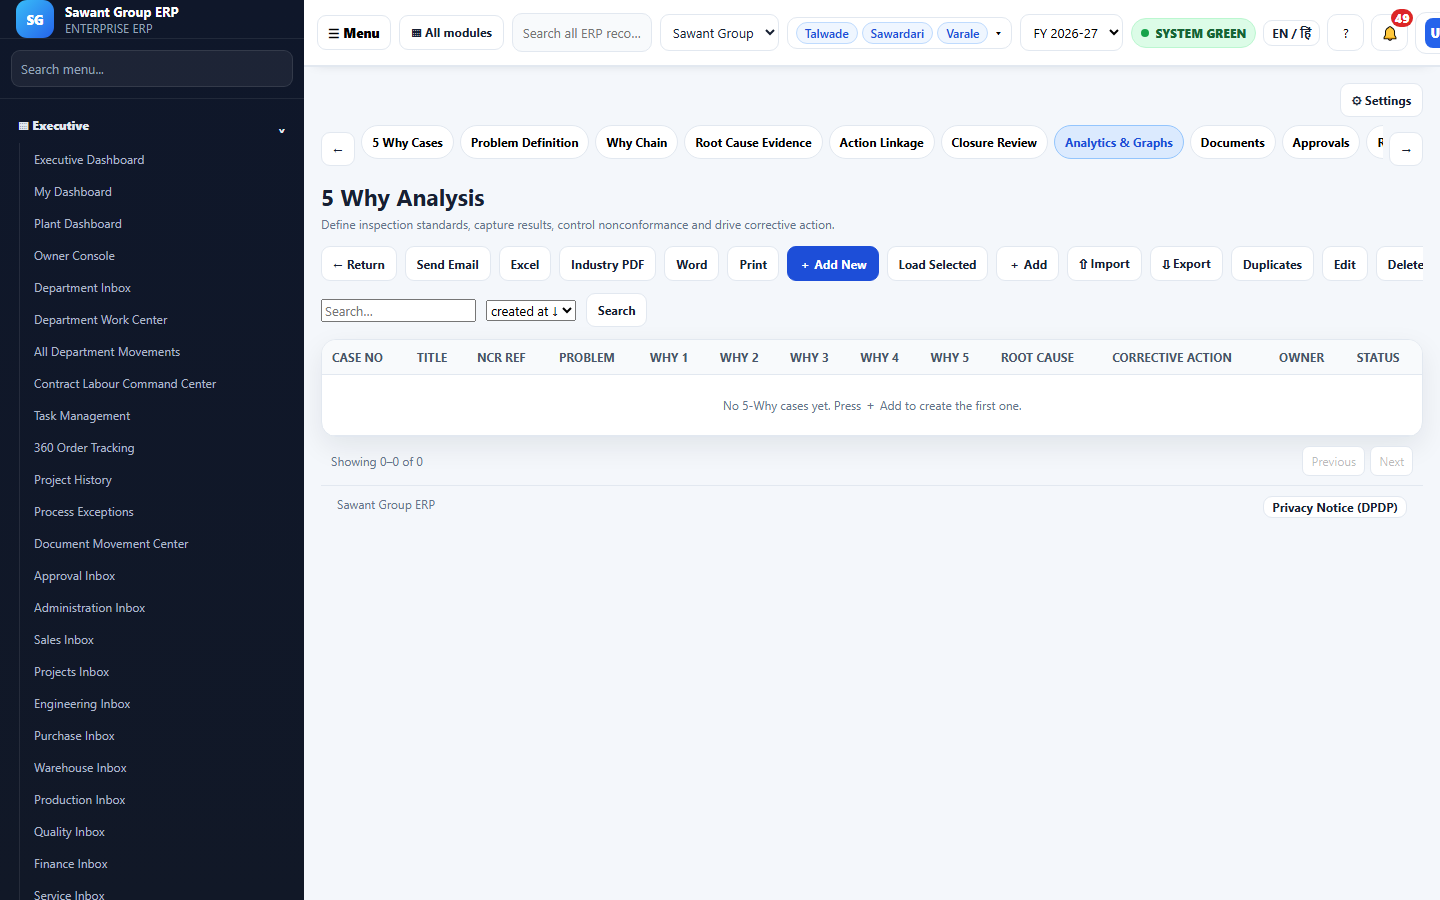 SG
Sawant Group ERP
ENTERPRISE ERP
Search menu...
Executive
Executive Dashboard
My Dashboard
Plant Dashboard
Owner Console
Department Inbox
Department Work Center
All Department Movements
Contract Labour Command Center
Task Management
360 Order Tracking
Project History
Process Exceptions
Document Movement Center
Approval Inbox
Administration Inbox
Sales Inbox
Projects Inbox
Engineering Inbox
Purchase Inbox
Warehouse Inbox
Production Inbox
Quality Inbox
Finance Inbox
Service Inbox
☰ Menu
All modules
Search all ERP reco...
Sawant Group
Talwade Sawardari Varale
FY 2026-27
SYSTEM GREEN
EN / हिं
?
49
U
⚙ Settings
←
5 Why Cases
Problem Definition
Why Chain
Root Cause Evidence
Action Linkage
Closure Review
Analytics & Graphs
Documents
Approvals
→
5 Why Analysis
Define inspection standards, capture results, control nonconformance and drive corrective action.
← Return
Send Email
Excel
Industry PDF
Word
Print
+ Add New
Load Selected
+ Add
⇧ Import
⇩ Export
Duplicates
Edit
Delete
Search...
created at ↓
Search
CASE NO TITLE NCR REF PROBLEM WHY 1 WHY 2 WHY 3 WHY 4 WHY 5 ROOT CAUSE CORRECTIVE ACTION OWNER STATUS
No 5-Why cases yet. Press + Add to create the first one.
Showing 0–0 of 0
Previous
Next
Sawant Group ERP
Privacy Notice (DPDP)